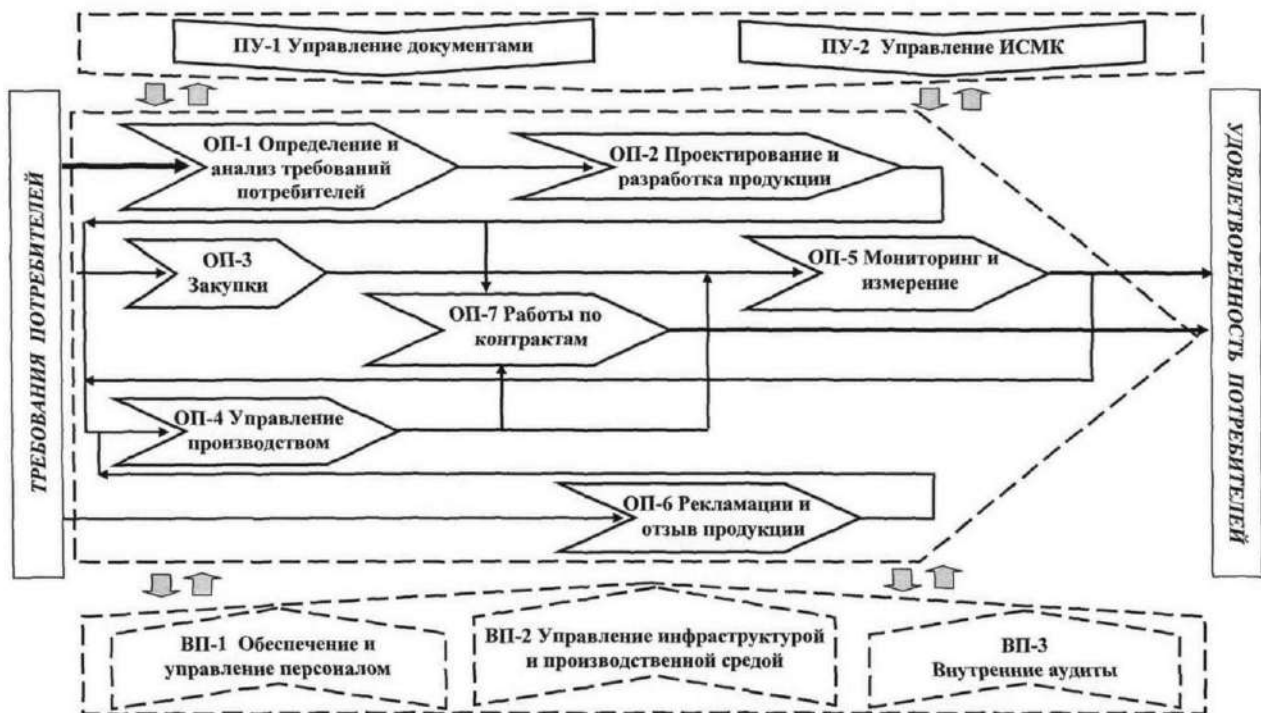 ПУ-1 Управление документами
ПУ-2 Управление ИСМК
ТРЕБОВАНИЯ ПОТРЕБИТЕЛЕЙ
ОП-1 Определение и
анализ требований
потребителей
ОП-2 Проектирование и
разработка продукции
ОП-3
Закупки
ОП-5 Мониторинг и
измерение
ОП-7 Работы по
контрактам
ОП-4 Управление
производством
ОП-6 Рекламации и
отзыв продукции
УДОВЛЕТВОРЕННОСТЬ ПОТРЕБИТЕЛЕЙ
ВП-1 Обеспечение и
управление персоналом
ВП-2 Управление инфраструктурой
и производственной средой
ВП-3
Внутренние аудиты